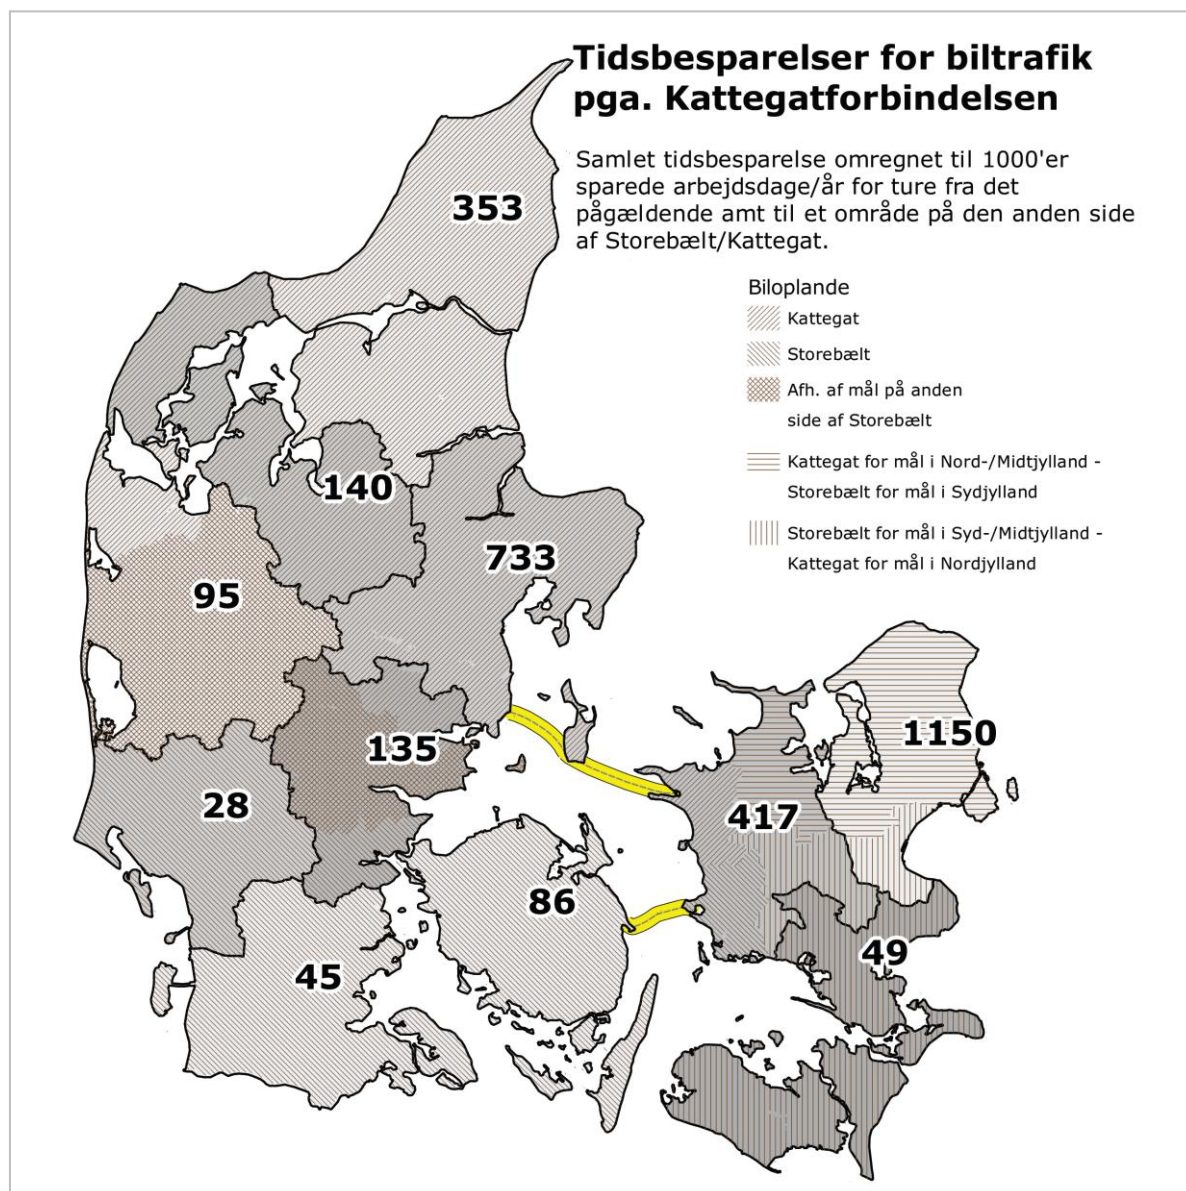 Tidsbesparelser for biltrafik
pga. Kattegatforbindelsen
Samlet tidsbesparelse omregnet til 1000'er
sparede arbejdsdage/år for ture fra det
pågældende amt til et område på den anden side
af Storebælt/Kattegat.
Biloplande
Kattegat
Storebælt
Afh. af mål på anden
side af Storebælt
Kattegat for mål i Nord-/Midtjylland -
Storebælt for mål i Sydjylland
Storebælt for mål i Syd-/Midtjylland -
Kattegat for mål i Nordjylland
353
140
733
95
1150
135
28
417
86
49
45